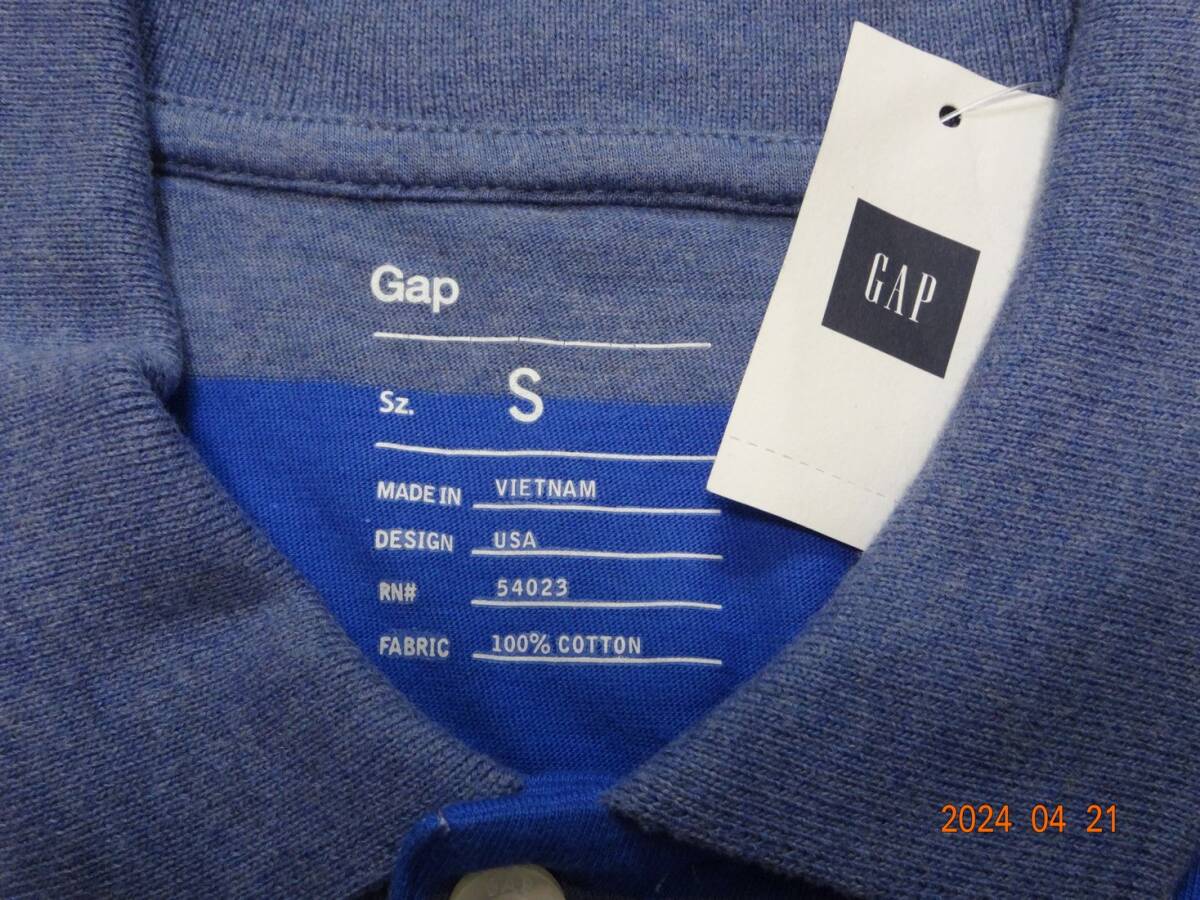 Gap
Sz. S
MADE IN VIETNAM
DESIGN USA
RN# 54023
FABRIC 100% COTTON
GAP
2024 04 21